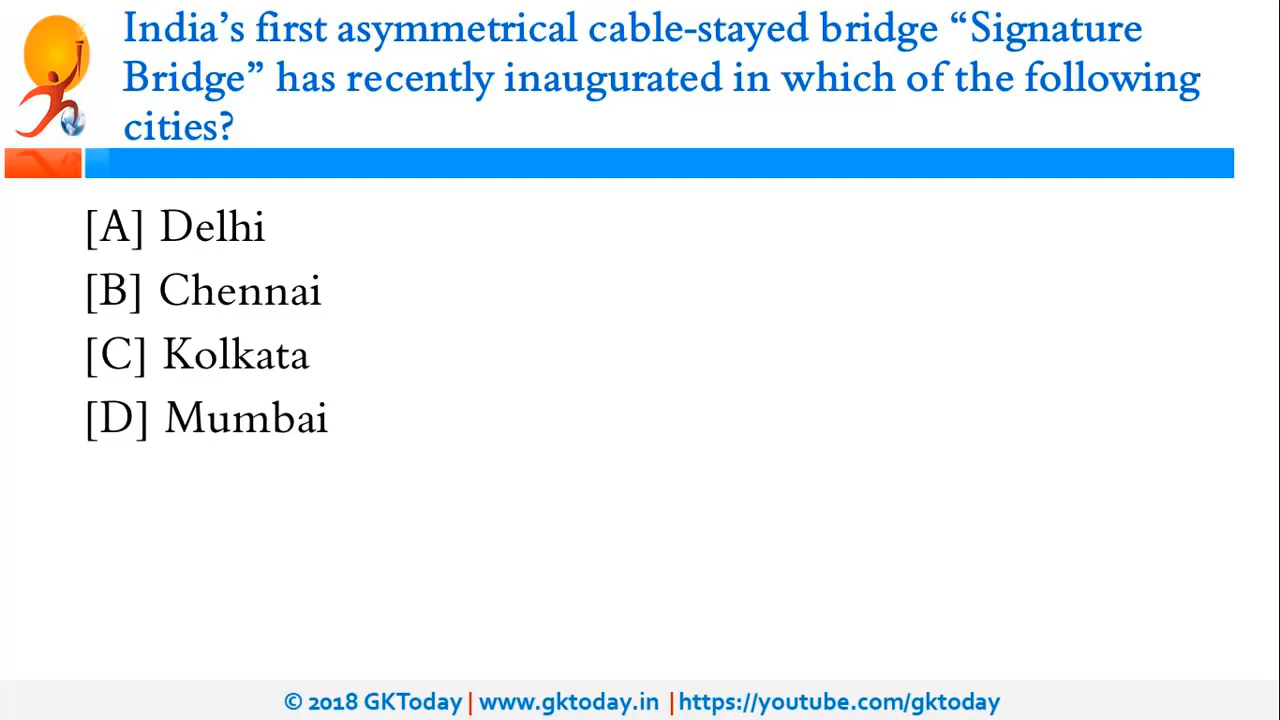 India’s first asymmetrical cable-stayed bridge “Signature
Bridge” has recently inaugurated in which of the following
cities?
[A] Delhi
[B] Chennai
[C] Kolkata
[D] Mumbai
© 2018 GKToday | www.gktoday.in | https://youtube.com/gktoday